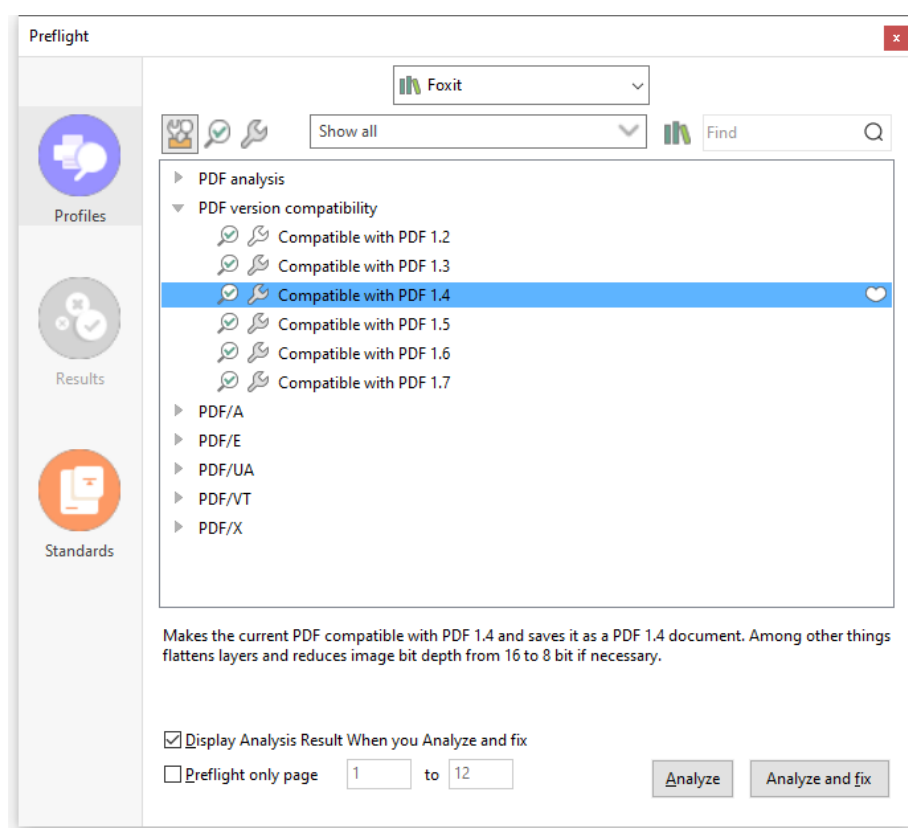 Preflight
x
Foxit
Show all
Find
Profiles
Results
Standards
PDF analysis
PDF version compatibility
Compatible with PDF 1.2
Compatible with PDF 1.3
Compatible with PDF 1.4
Compatible with PDF 1.5
Compatible with PDF 1.6
Compatible with PDF 1.7
PDF/A
PDF/E
PDF/UA
PDF/VT
PDF/X
Makes the current PDF compatible with PDF 1.4 and saves it as a PDF 1.4 document. Among other things
flattens layers and reduces image bit depth from 16 to 8 bit if necessary.
Display Analysis Result When you Analyze and fix
Preflight only page 1 to 12
Analyze Analyze and fix